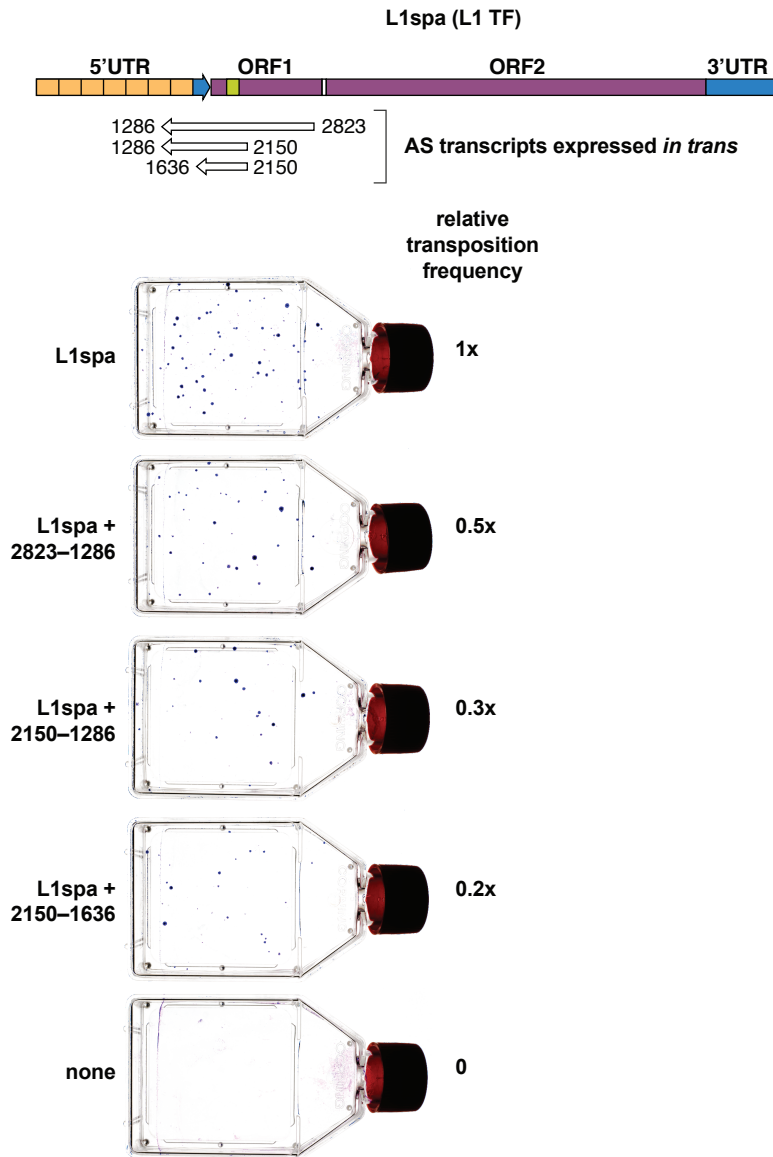 L1spa (L1 TF)
5'UTR ORF1 ORF2 3'UTR
1286 2823
1286 2150
1636 2150
AS transcripts expressed in trans
relative
transposition
frequency
L1spa 1x
L1spa +
2823–1286
0.5x
L1spa +
2150–1286
0.3x
L1spa +
2150–1636
0.2x
none 0